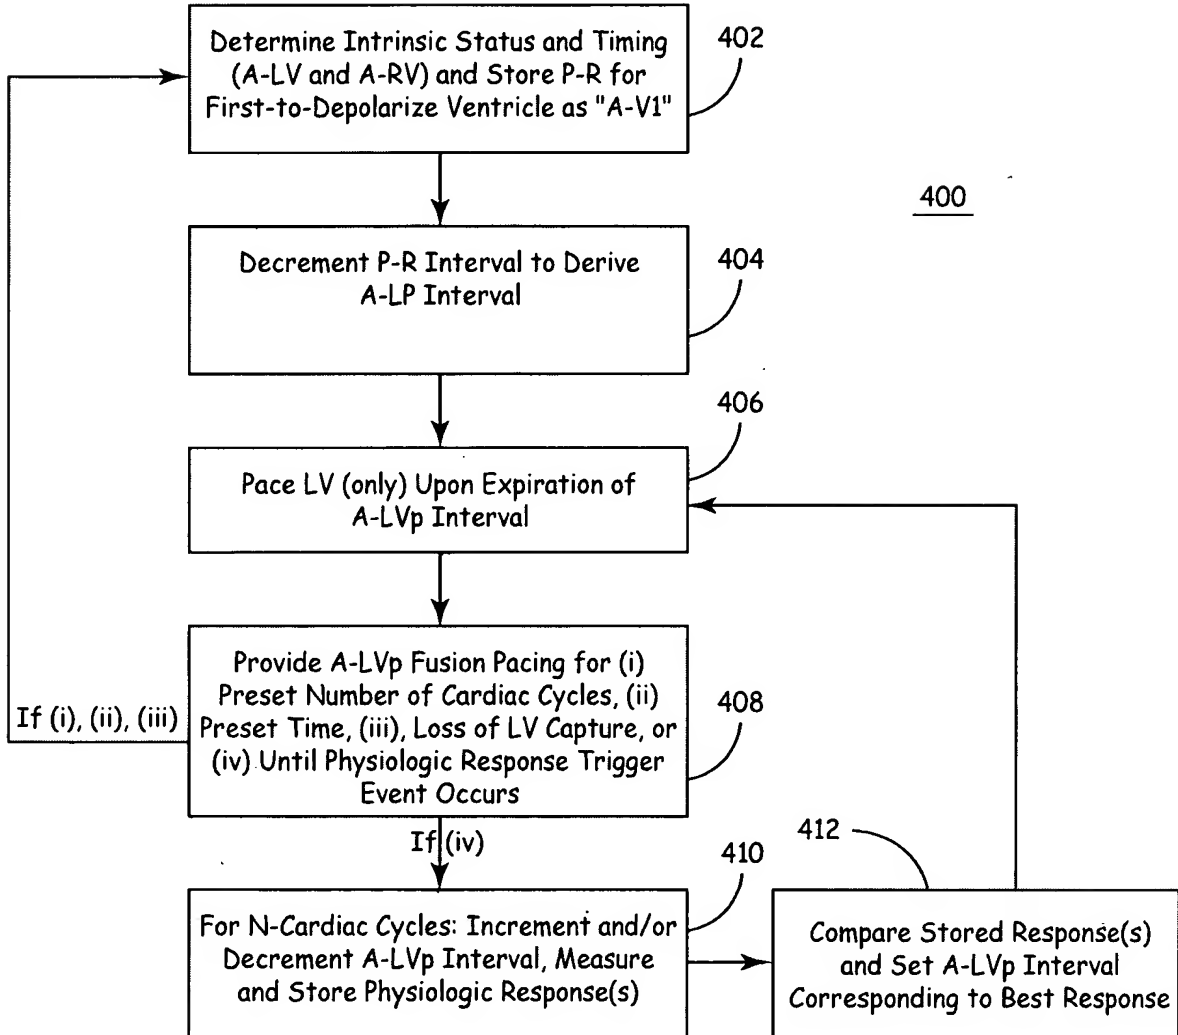 Determine Intrinsic Status and Timing
(A-LV and A-RV) and Store P-R for
First-to-Depolarize Ventricle as "A-V1"
402
400
Decrement P-R Interval to Derive
A-LP Interval
404
406
Pace LV (only) Upon Expiration of
A-LVp Interval
Provide A-LVp Fusion Pacing for (i)
Preset Number of Cardiac Cycles, (ii)
Preset Time, (iii), Loss of LV Capture, or
(iv) Until Physiologic Response Trigger
Event Occurs
408
If (i), (ii), (iii)
If (iv)
410
412
For N-Cardiac Cycles: Increment and/or
Decrement A-LVp Interval, Measure
and Store Physiologic Response(s)
Compare Stored Response(s)
and Set A-LVp Interval
Corresponding to Best Response